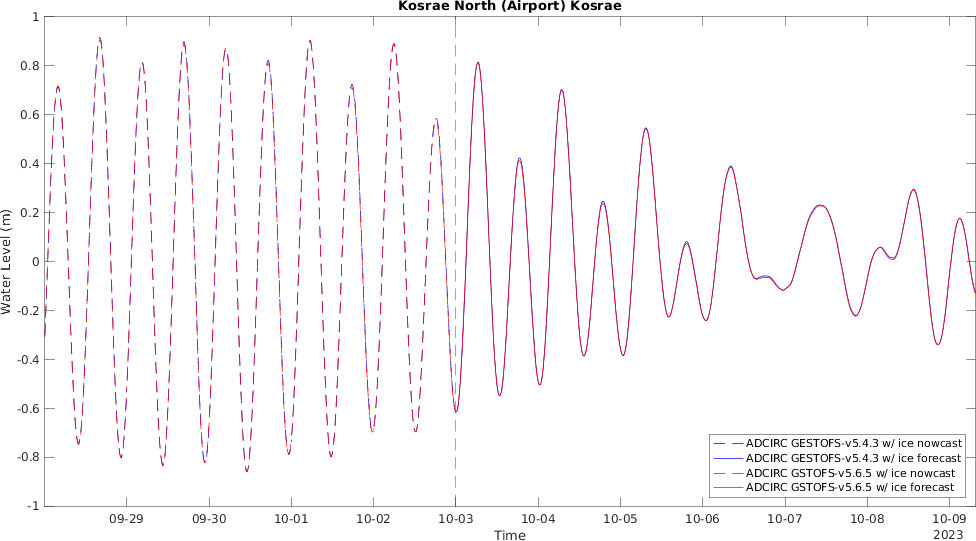 Kosrae North (Airport) Kosrae
1
0.8
0.6
0.4
0.2
0
-0.2
-0.4
-0.6
-0.8
-1
Water Level (m)
ADCIRC GESTOFS-v5.4.3 w/ ice nowcast
ADCIRC GESTOFS-v5.4.3 w/ ice forecast
ADCIRC GSTOFS-v5.6.5 w/ ice nowcast
ADCIRC GSTOFS-v5.6.5 w/ ice forecast
09-29 09-30 10-01 10-02 10-03 10-04 10-05 10-06 10-07 10-08 10-09
2023
Time